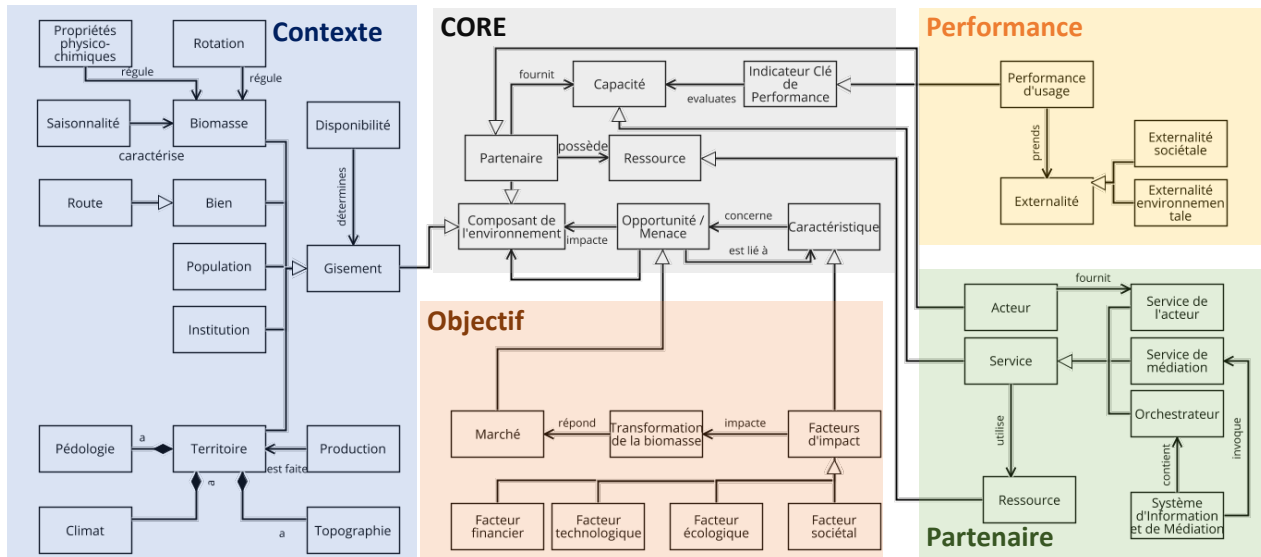 Contexte
Propriétés
physico-
chimiques
Rotation
régule
régule
Saisonnalité
Biomasse
Disponibilité
caractérise
Route
Bien
détermines
Population
Gisement
Institution
Pédologie
a
Territoire
Production
est faite
a
Climat
a
Topographie
CORE
fournit
Capacité
Indicateur Clé
de
Performance
evaluates
Partenaire
possède
Ressource
Composant de
l'environnement
impacte
Opportunité /
Menace
concerne
est lié à
Caractéristique
Objectif
Marché
répond
Transformation
de la biomasse
impacte
Facteurs
d'impact
Facteur
financier
Facteur
technologique
Facteur
écologique
Facteur
sociétal
Performance
Performance
d'usage
prends
Externalité
sociétale
Externalité
Externalité
environnemen
tale
Acteur
fournit
Service de
l'acteur
Service
Service de
médiation
Orchestrateur
utilise
invoque
contient
Ressource
Système
d'Information
et de Médiation
Partenaire